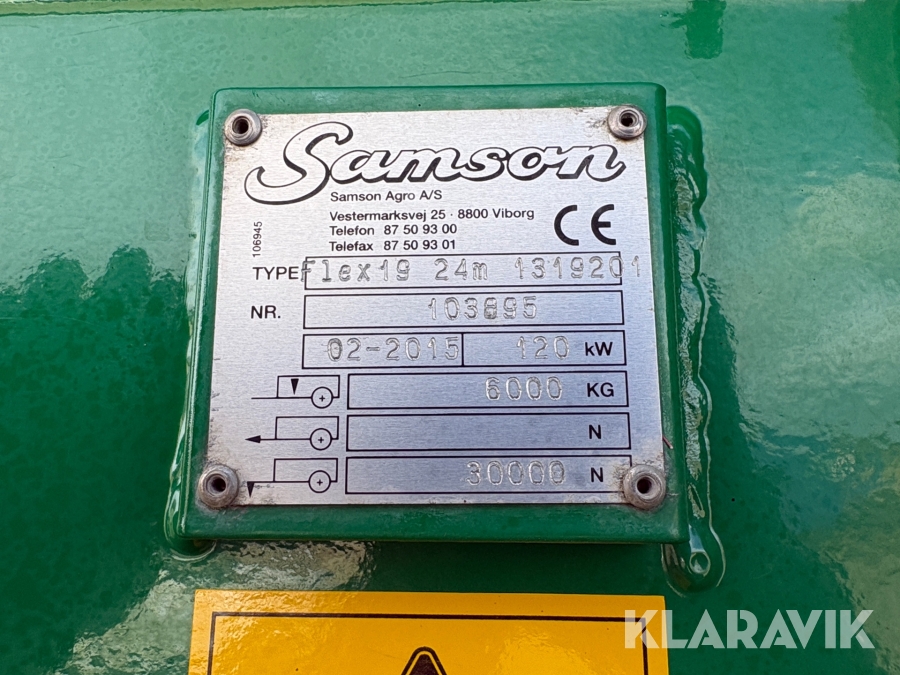 Samson
Samson Agro A/S
Vestermarksvej 25 · 8800 Viborg
Telefon 87 50 93 00
Telefax 87 50 93 01
CE
106945
TYPE Flex19 24m 1319201
NR. 103895
02-2015 120 kW
6000 KG
N
30000 N
KLARAVIK